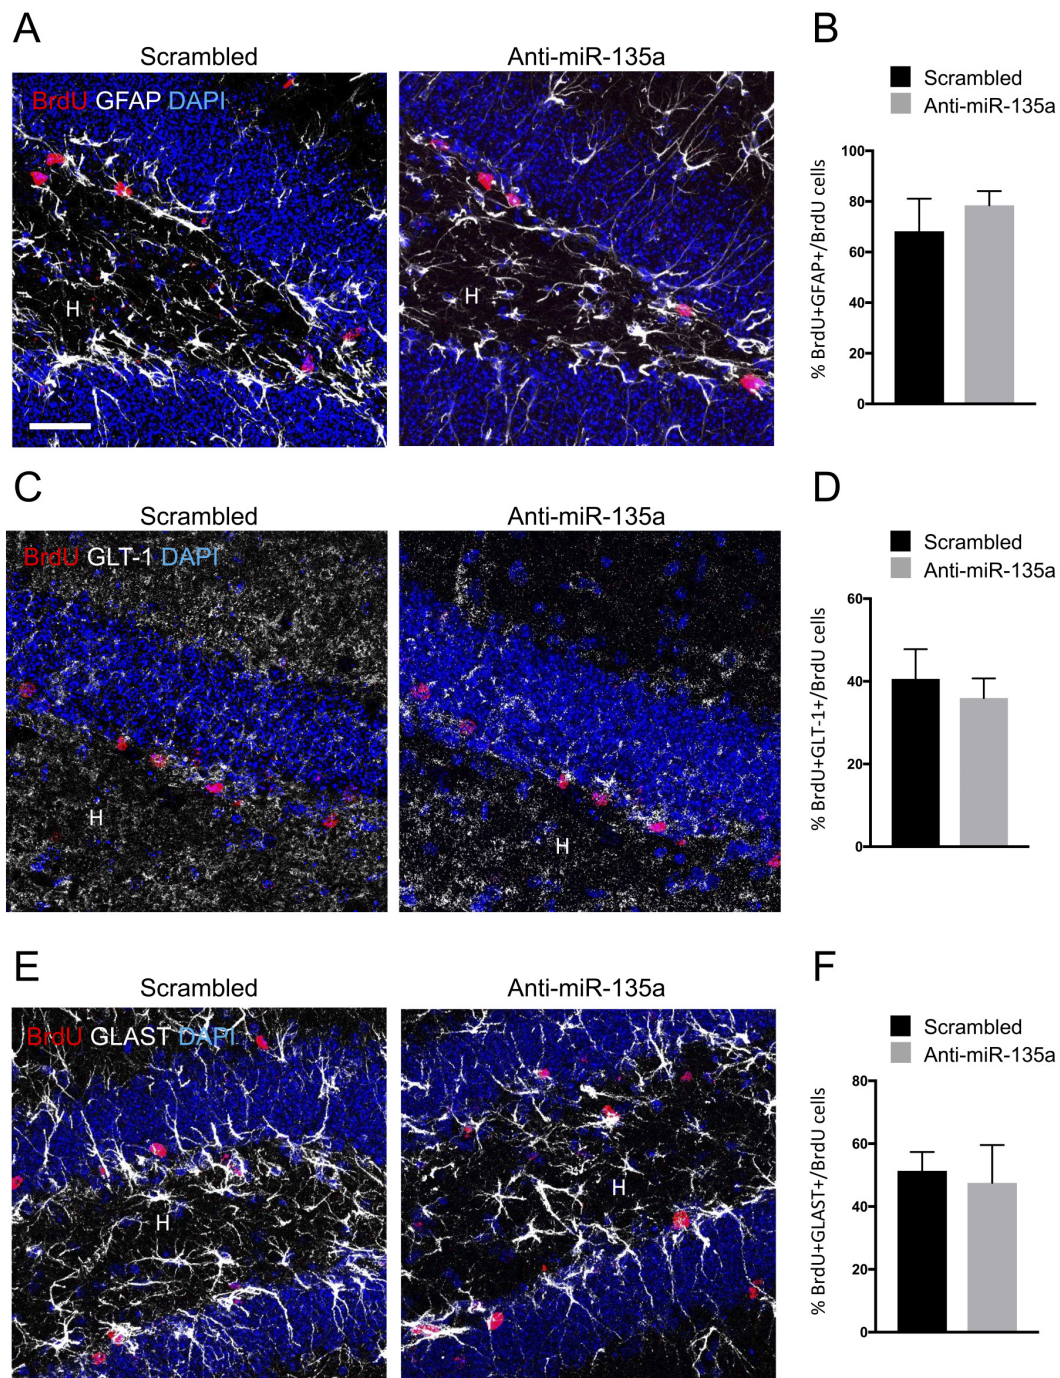 A
Scrambled
Anti-miR-135a
BrdU GFAP DAPI
H
H
B
Scrambled
Anti-miR-135a
% BrdU+GFAP+/BrdU cells
100
80
60
40
20
0
C
Scrambled
Anti-miR-135a
BrdU GLT-1 DAPI
H
H
D
Scrambled
Anti-miR-135a
% BrdU+GLT-1+/BrdU cells
60
40
20
0
E
Scrambled
Anti-miR-135a
BrdU GLAST DAPI
H
H
F
Scrambled
Anti-miR-135a
% BrdU+GLAST+/BrdU cells
80
60
40
20
0